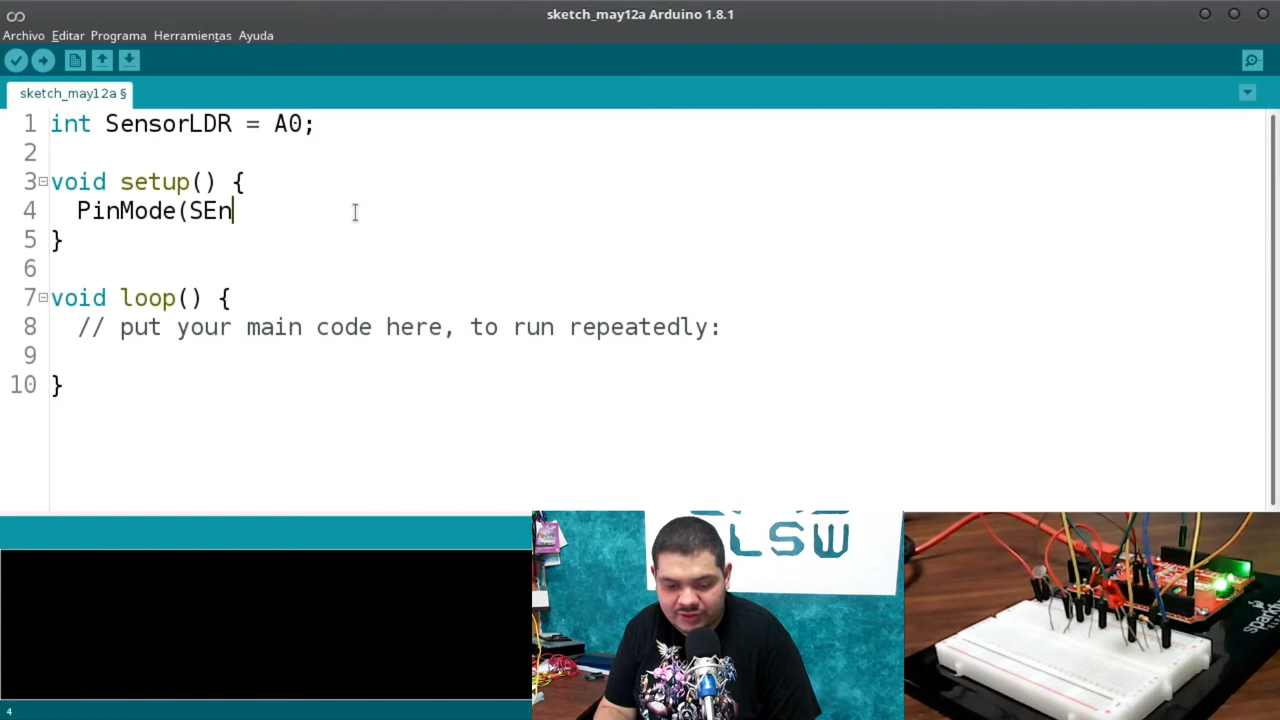 sketch_may12a Arduino 1.8.1
Archivo Editar Programa Herramientas Ayuda
sketch_may12a §
1 int SensorLDR = A0;
2
3 void setup() {
4 PinMode(SEn
5 }
6
7 void loop() {
8 // put your main code here, to run repeatedly:
9
10 }
LSW
4